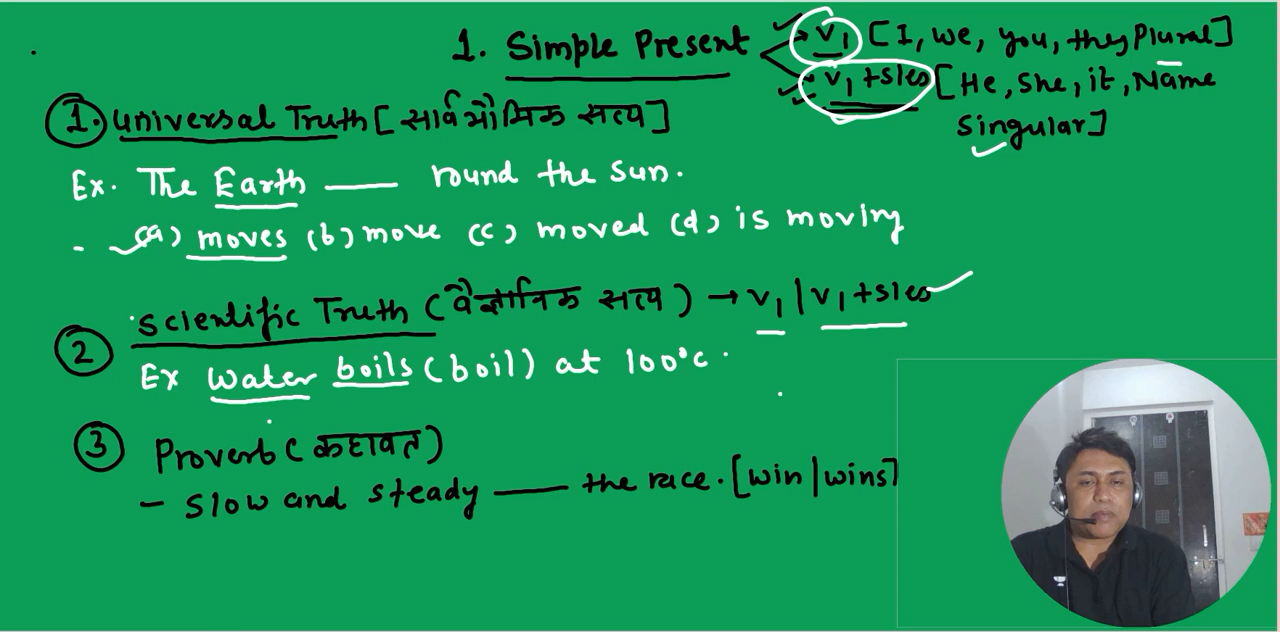 1. Simple Present → V1 [I, we, you, they Plural]
→ V1+s/es [He, She, it, Name
Singular]
1. universal Truth [सार्वभौमिक सत्य]
Ex. The Earth ___ round the sun.
- (a) moves (b) move (c) moved (d) is moving
2 Scientific Truth (वैज्ञानिक सत्य) → V1 | V1+s/es
Ex Water boils (boil) at 100°C.
3 Proverb (कहावत)
- Slow and steady ___ the race. [win/wins]